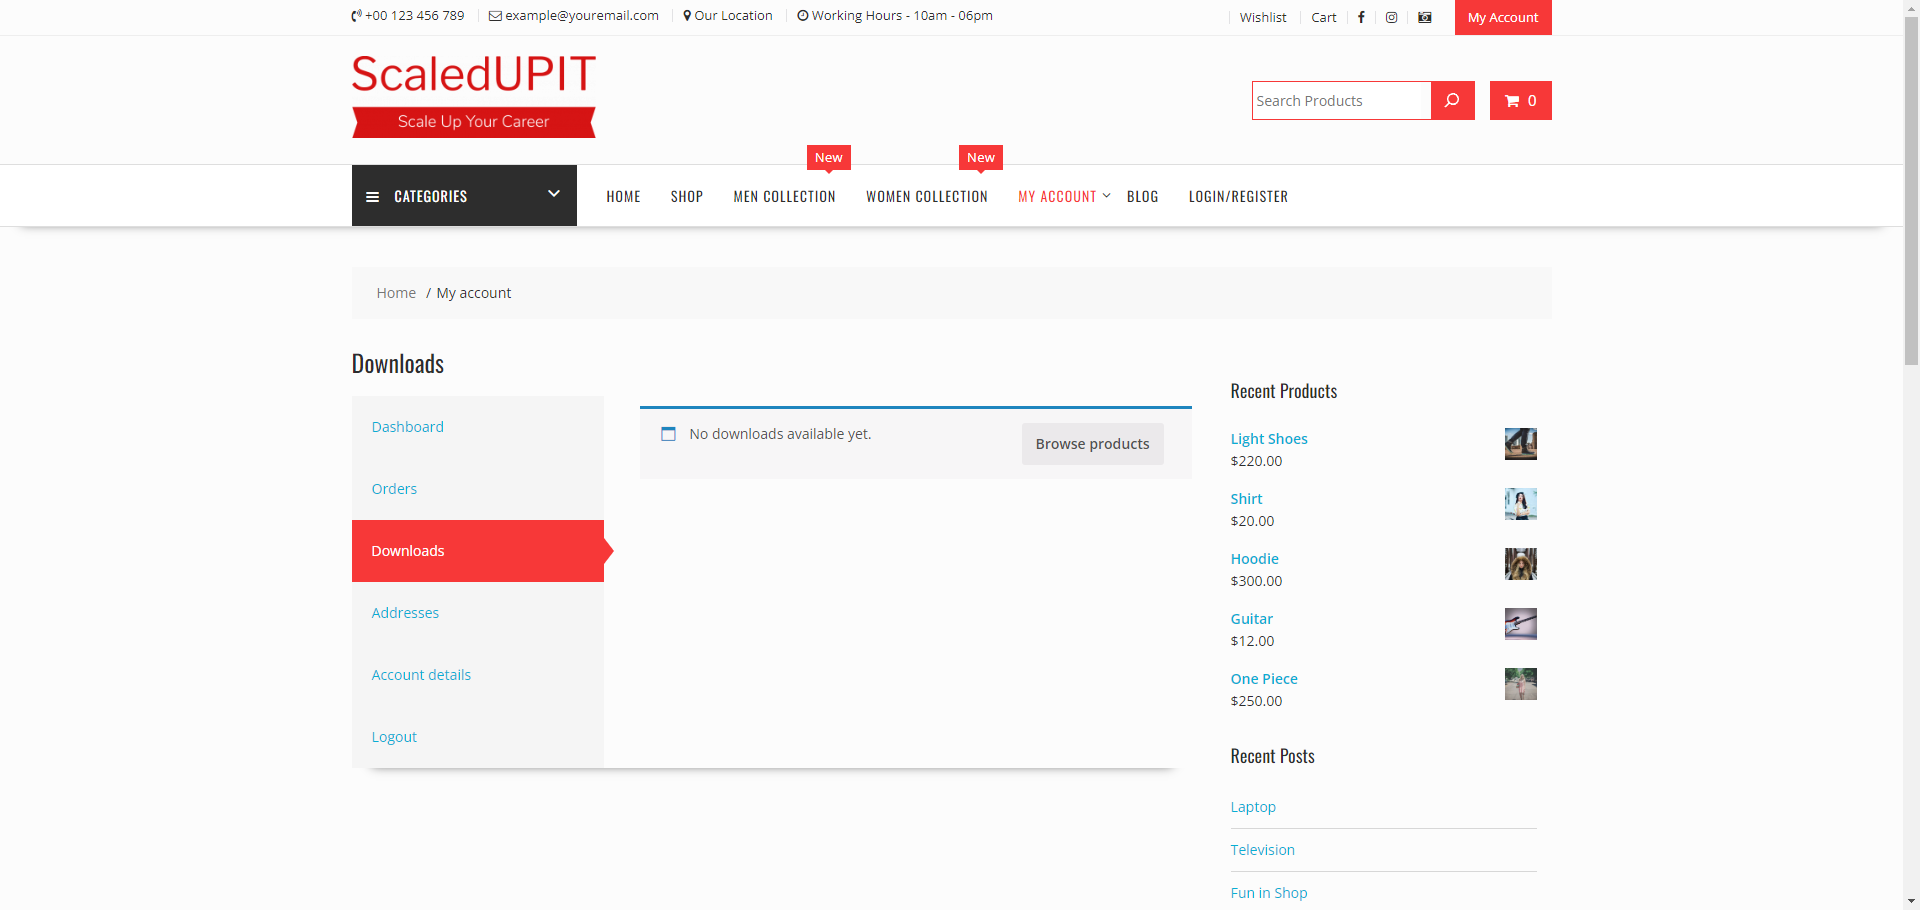 +00 123 456 789 example@youremail.com Our Location Working Hours - 10am - 06pm Wishlist Cart My Account
ScaledUPIT
Scale Up Your Career
Search Products 0
New New
CATEGORIES HOME SHOP MEN COLLECTION WOMEN COLLECTION MY ACCOUNT BLOG LOGIN/REGISTER
Home / My account
Downloads
Dashboard
Orders
Downloads
Addresses
Account details
Logout
No downloads available yet.
Browse products
Recent Products
Light Shoes
$220.00
Shirt
$20.00
Hoodie
$300.00
Guitar
$12.00
One Piece
$250.00
Recent Posts
Laptop
Television
Fun in Shop